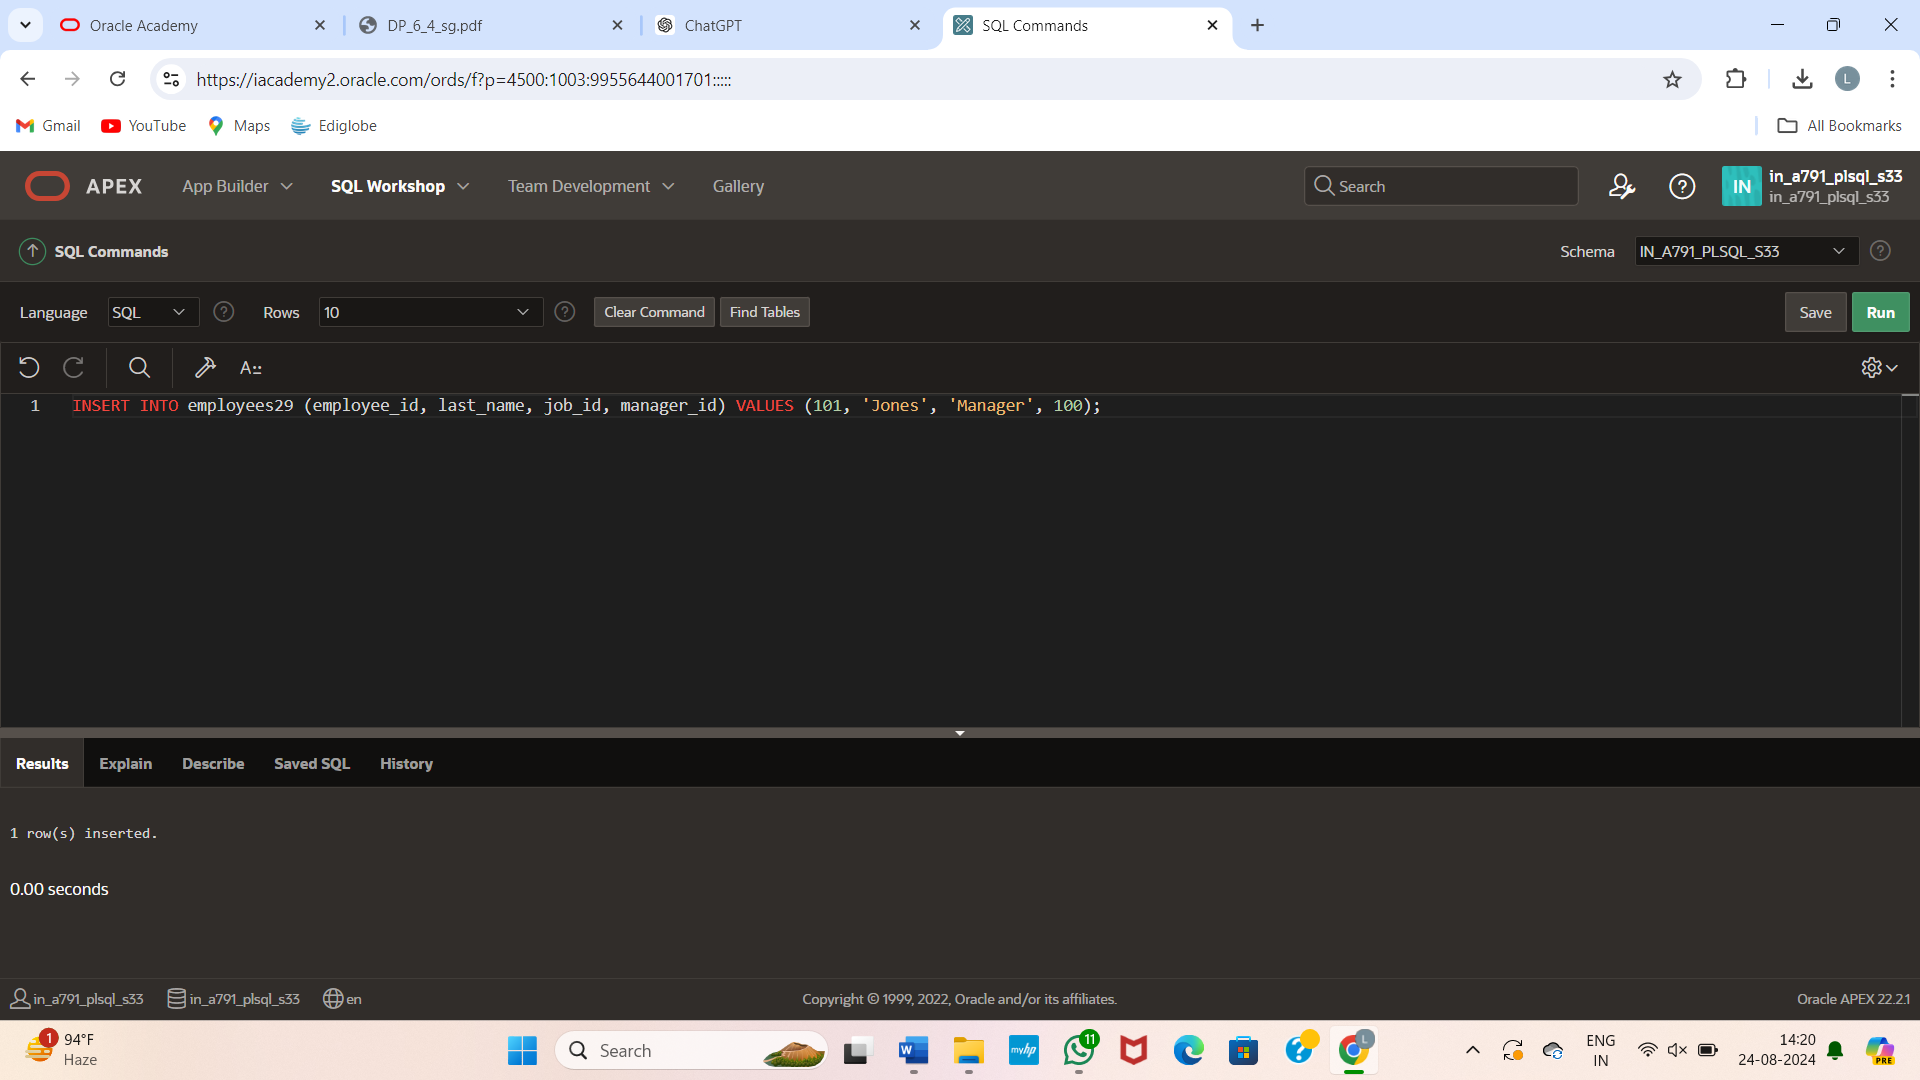 Oracle Academy
DP_6_4_sg.pdf
ChatGPT
SQL Commands
https://iacademy2.oracle.com/ords/f?p=4500:1003:9955644001701:::::
L
Gmail
YouTube
Maps
Ediglobe
All Bookmarks
APEX
App Builder
SQL Workshop
Team Development
Gallery
Search
IN
in_a791_plsql_s33
in_a791_plsql_s33
SQL Commands
Schema
IN_A791_PLSQL_S33
Language
SQL
Rows
10
Clear Command
Find Tables
Save
Run
A::
1 INSERT INTO employees29 (employee_id, last_name, job_id, manager_id) VALUES (101, 'Jones', 'Manager', 100);
Results
Explain
Describe
Saved SQL
History
1 row(s) inserted.
0.00 seconds
in_a791_plsql_s33
in_a791_plsql_s33
en
Copyright © 1999, 2022, Oracle and/or its affiliates.
Oracle APEX 22.2.1
1
94°F
Haze
Search
W
myhp
11
L
ENG
IN
14:20
24-08-2024
PRE